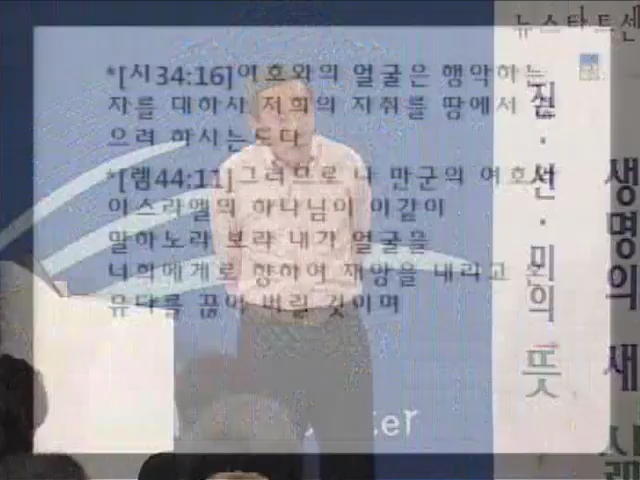 뉴스타트센
*[시34:16]여호와의 얼굴은 행악하는
자를 대하사 저희의 자취를 땅에서 끊
으려 하시는도다
*[렘44:11]그러므로 나 만군의 여호와
이스라엘의 하나님이 이같이
말하노라 보라 내가 얼굴을
너희에게로 향하여 재앙을 내리고 온
유다를 끊어 버릴 것이며
진·선·미의 뜻
생명의 새
ter